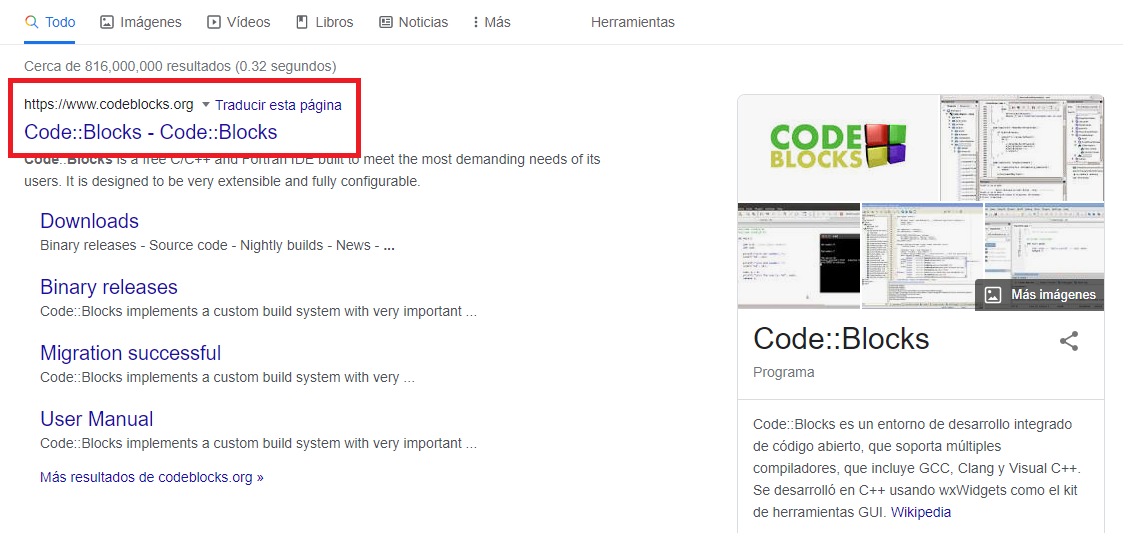 Todo Imágenes Vídeos Libros Noticias Más Herramientas
Cerca de 816,000,000 resultados (0.32 segundos)
https://www.codeblocks.org Traducir esta página
Code::Blocks - Code::Blocks
Code::Blocks is a free C/C++ and Fortran IDE built to meet the most demanding needs of its
users. It is designed to be very extensible and fully configurable.
Downloads
Binary releases - Source code - Nightly builds - News - ...
Binary releases
Code::Blocks implements a custom build system with very important ...
Migration successful
Code::Blocks implements a custom build system with very ...
User Manual
Code::Blocks implements a custom build system with very important ...
Más resultados de codeblocks.org »
CODE
BLOCKS
Más imágenes
Code::Blocks
Programa
Code::Blocks es un entorno de desarrollo integrado
de código abierto, que soporta múltiples
compiladores, que incluye GCC, Clang y Visual C++.
Se desarrolló en C++ usando wxWidgets como el kit
de herramientas GUI. Wikipedia